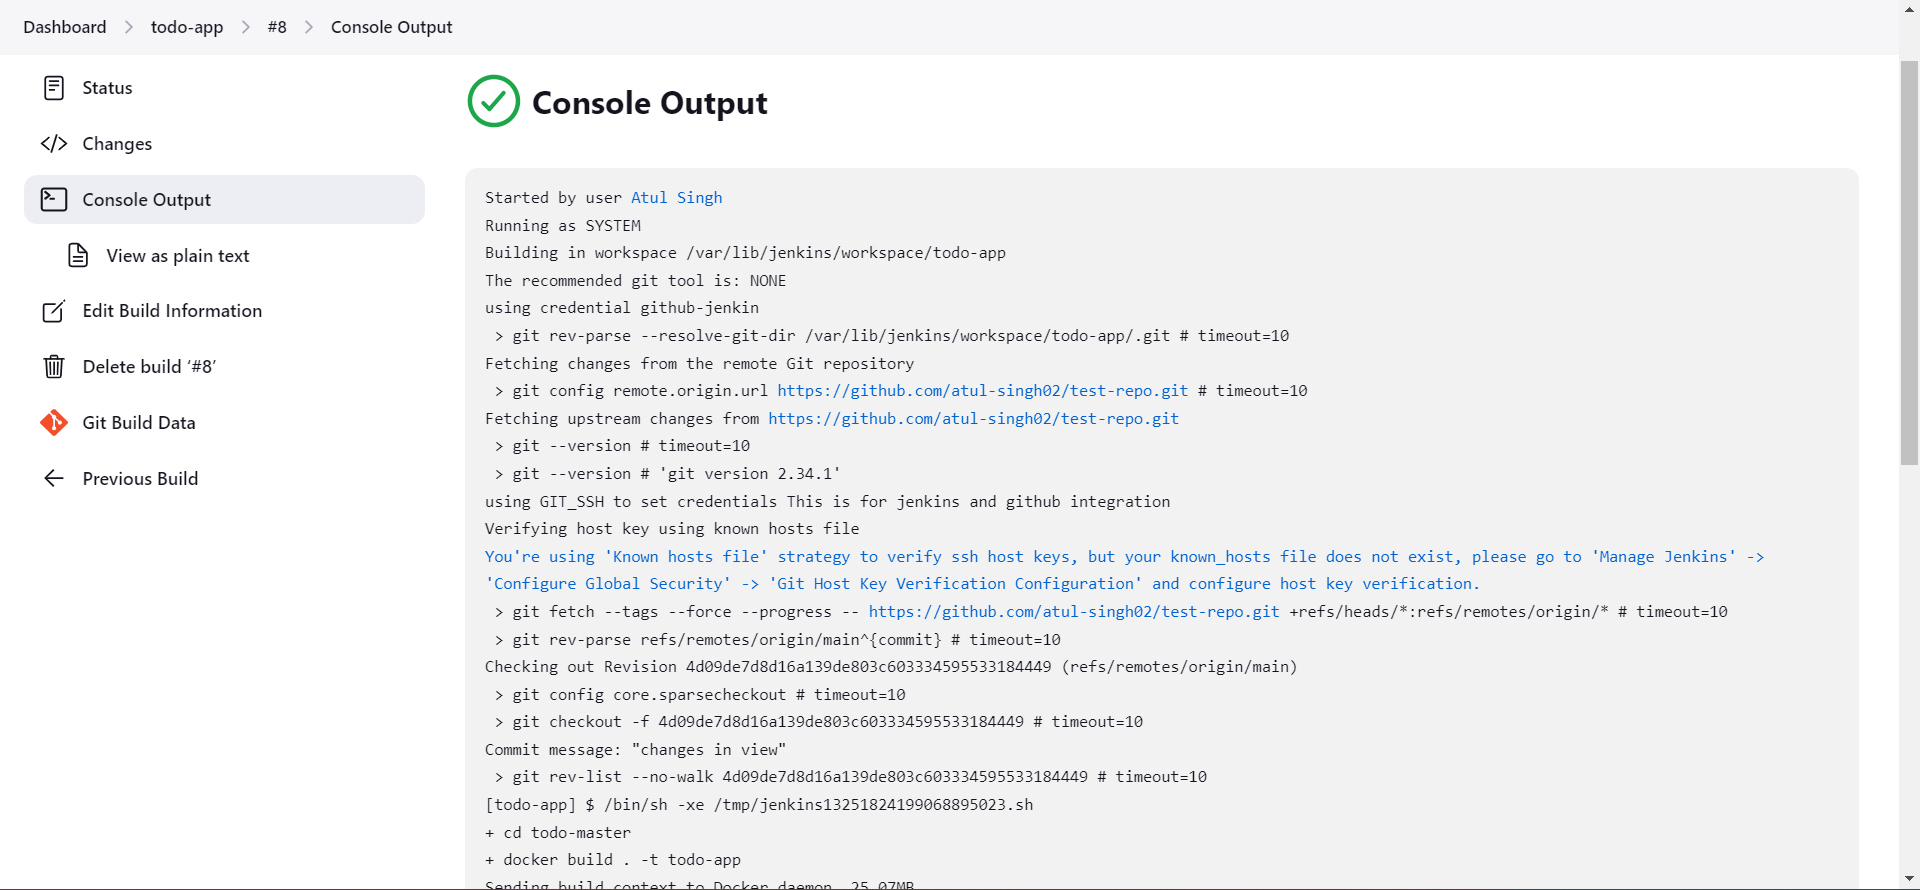 Dashboard > todo-app > #8 > Console Output
Status
Changes
Console Output
View as plain text
Edit Build Information
Delete build ‘#8’
Git Build Data
Previous Build
Console Output
Started by user Atul Singh
Running as SYSTEM
Building in workspace /var/lib/jenkins/workspace/todo-app
The recommended git tool is: NONE
using credential github-jenkin
> git rev-parse --resolve-git-dir /var/lib/jenkins/workspace/todo-app/.git # timeout=10
Fetching changes from the remote Git repository
> git config remote.origin.url https://github.com/atul-singh02/test-repo.git # timeout=10
Fetching upstream changes from https://github.com/atul-singh02/test-repo.git
> git --version # timeout=10
> git --version # 'git version 2.34.1'
using GIT_SSH to set credentials This is for jenkins and github integration
Verifying host key using known hosts file
You're using 'Known hosts file' strategy to verify ssh host keys, but your known_hosts file does not exist, please go to 'Manage Jenkins' ->
'Configure Global Security' -> 'Git Host Key Verification Configuration' and configure host key verification.
> git fetch --tags --force --progress -- https://github.com/atul-singh02/test-repo.git +refs/heads/*:refs/remotes/origin/* # timeout=10
> git rev-parse refs/remotes/origin/main^{commit} # timeout=10
Checking out Revision 4d09de7d8d16a139de803c603334595533184449 (refs/remotes/origin/main)
> git config core.sparsecheckout # timeout=10
> git checkout -f 4d09de7d8d16a139de803c603334595533184449 # timeout=10
Commit message: "changes in view"
> git rev-list --no-walk 4d09de7d8d16a139de803c603334595533184449 # timeout=10
[todo-app] $ /bin/sh -xe /tmp/jenkins13251824199068895023.sh
+ cd todo-master
+ docker build . -t todo-app
Sending build context to Docker daemon  25.07MB